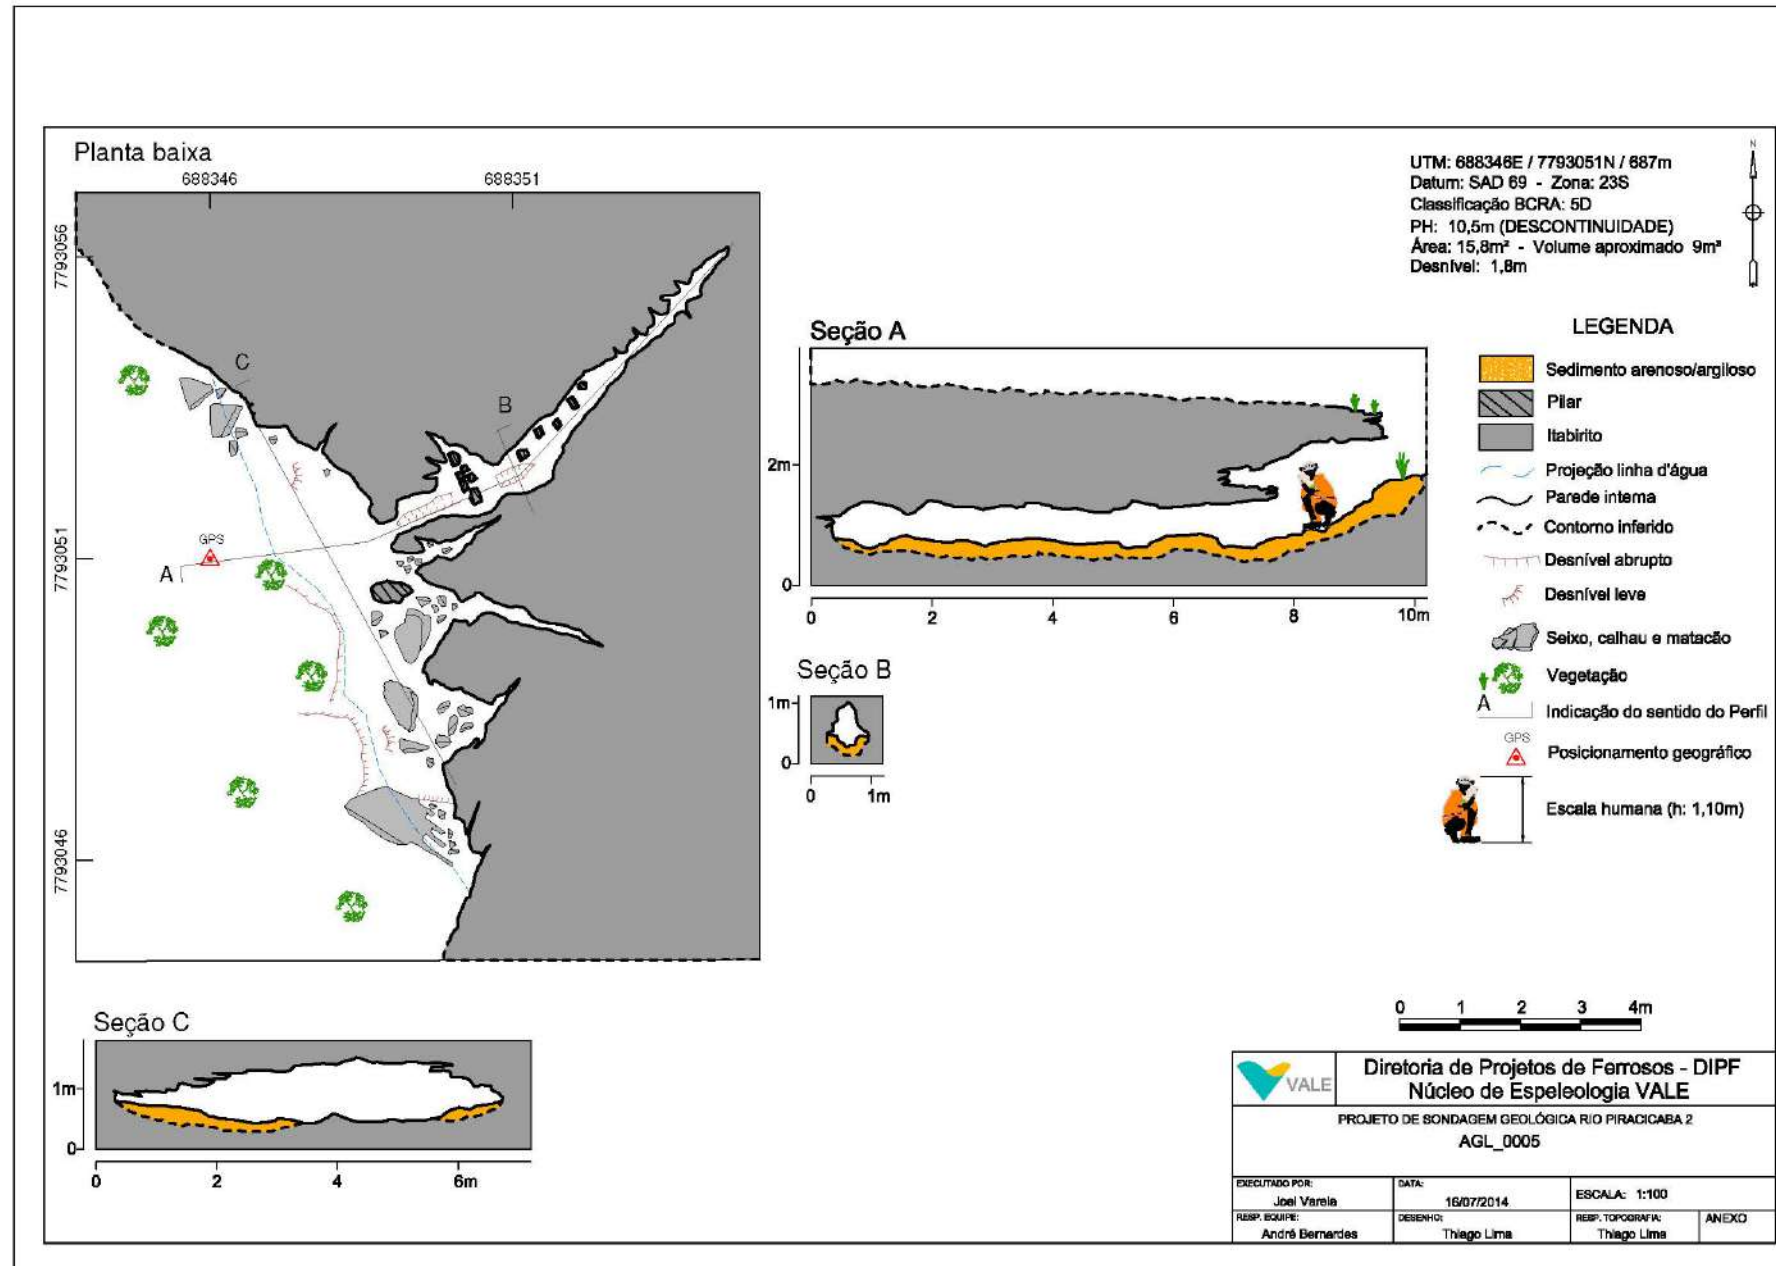 Planta baixa
688346
688351
7793056
7793051
7793046
C
B
GPS
A
UTM: 688346E / 7793051N / 687m
Datum: SAD 69 - Zona: 23S
Classificação BCRA: 5D
PH: 10,5m (DESCONTINUIDADE)
Área: 15,8m² - Volume aproximado 9m³
Desnível: 1,8m
N
Seção A
2m
0
0 2 4 6 8 10m
Seção B
1m
0
0 1m
LEGENDA
Sedimento arenoso/argiloso
Pilar
Itabirito
Projeção linha d'água
Parede interna
Contorno inferido
Desnível abrupto
Desnível leve
Seixo, calhau e matacão
Vegetação
A
Indicação do sentido do Perfil
GPS
Posicionamento geográfico
Escala humana (h: 1,10m)
Seção C
1m
0
0 2 4 6m
0 1 2 3 4m
VALE
Diretoria de Projetos de Ferrosos - DIPF
Núcleo de Espeleologia VALE
PROJETO DE SONDAGEM GEOLÓGICA RIO PIRACICABA 2
AGL_0005
EXECUTADO POR:
Joel Varela
DATA:
16/07/2014
ESCALA: 1:100
RESP. EQUIPE:
André Bernardes
DESENHO:
Thiago Lima
RESP. TOPOGRAFIA:
Thiago Lima
ANEXO